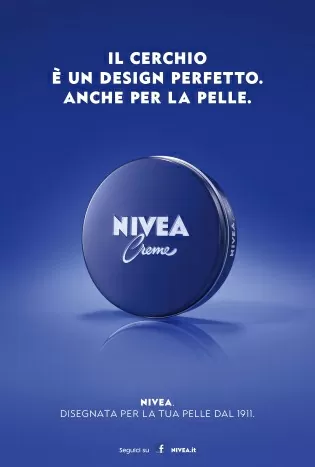 IL CERCHIO
È UN DESIGN PERFETTO.
ANCHE PER LA PELLE.
NIVEA
Creme
NIVEA
NIVEA.
DISEGNATA PER LA TUA PELLE DAL 1911.
Seguici su f NIVEA.it